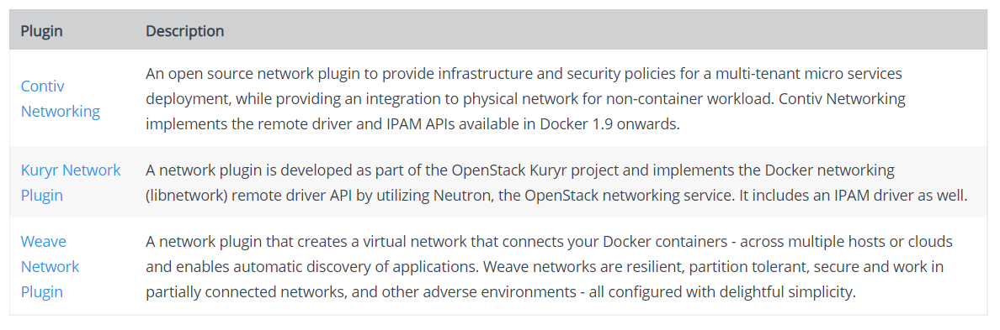 Plugin Description
Contiv Networking
An open source network plugin to provide infrastructure and security policies for a multi-tenant micro services
deployment, while providing an integration to physical network for non-container workload. Contiv Networking
implements the remote driver and IPAM APIs available in Docker 1.9 onwards.
Kuryr Network
Plugin
A network plugin is developed as part of the OpenStack Kuryr project and implements the Docker networking
(libnetwork) remote driver API by utilizing Neutron, the OpenStack networking service. It includes an IPAM driver as well.
Weave
Network
Plugin
A network plugin that creates a virtual network that connects your Docker containers - across multiple hosts or clouds
and enables automatic discovery of applications. Weave networks are resilient, partition tolerant, secure and work in
partially connected networks, and other adverse environments - all configured with delightful simplicity.